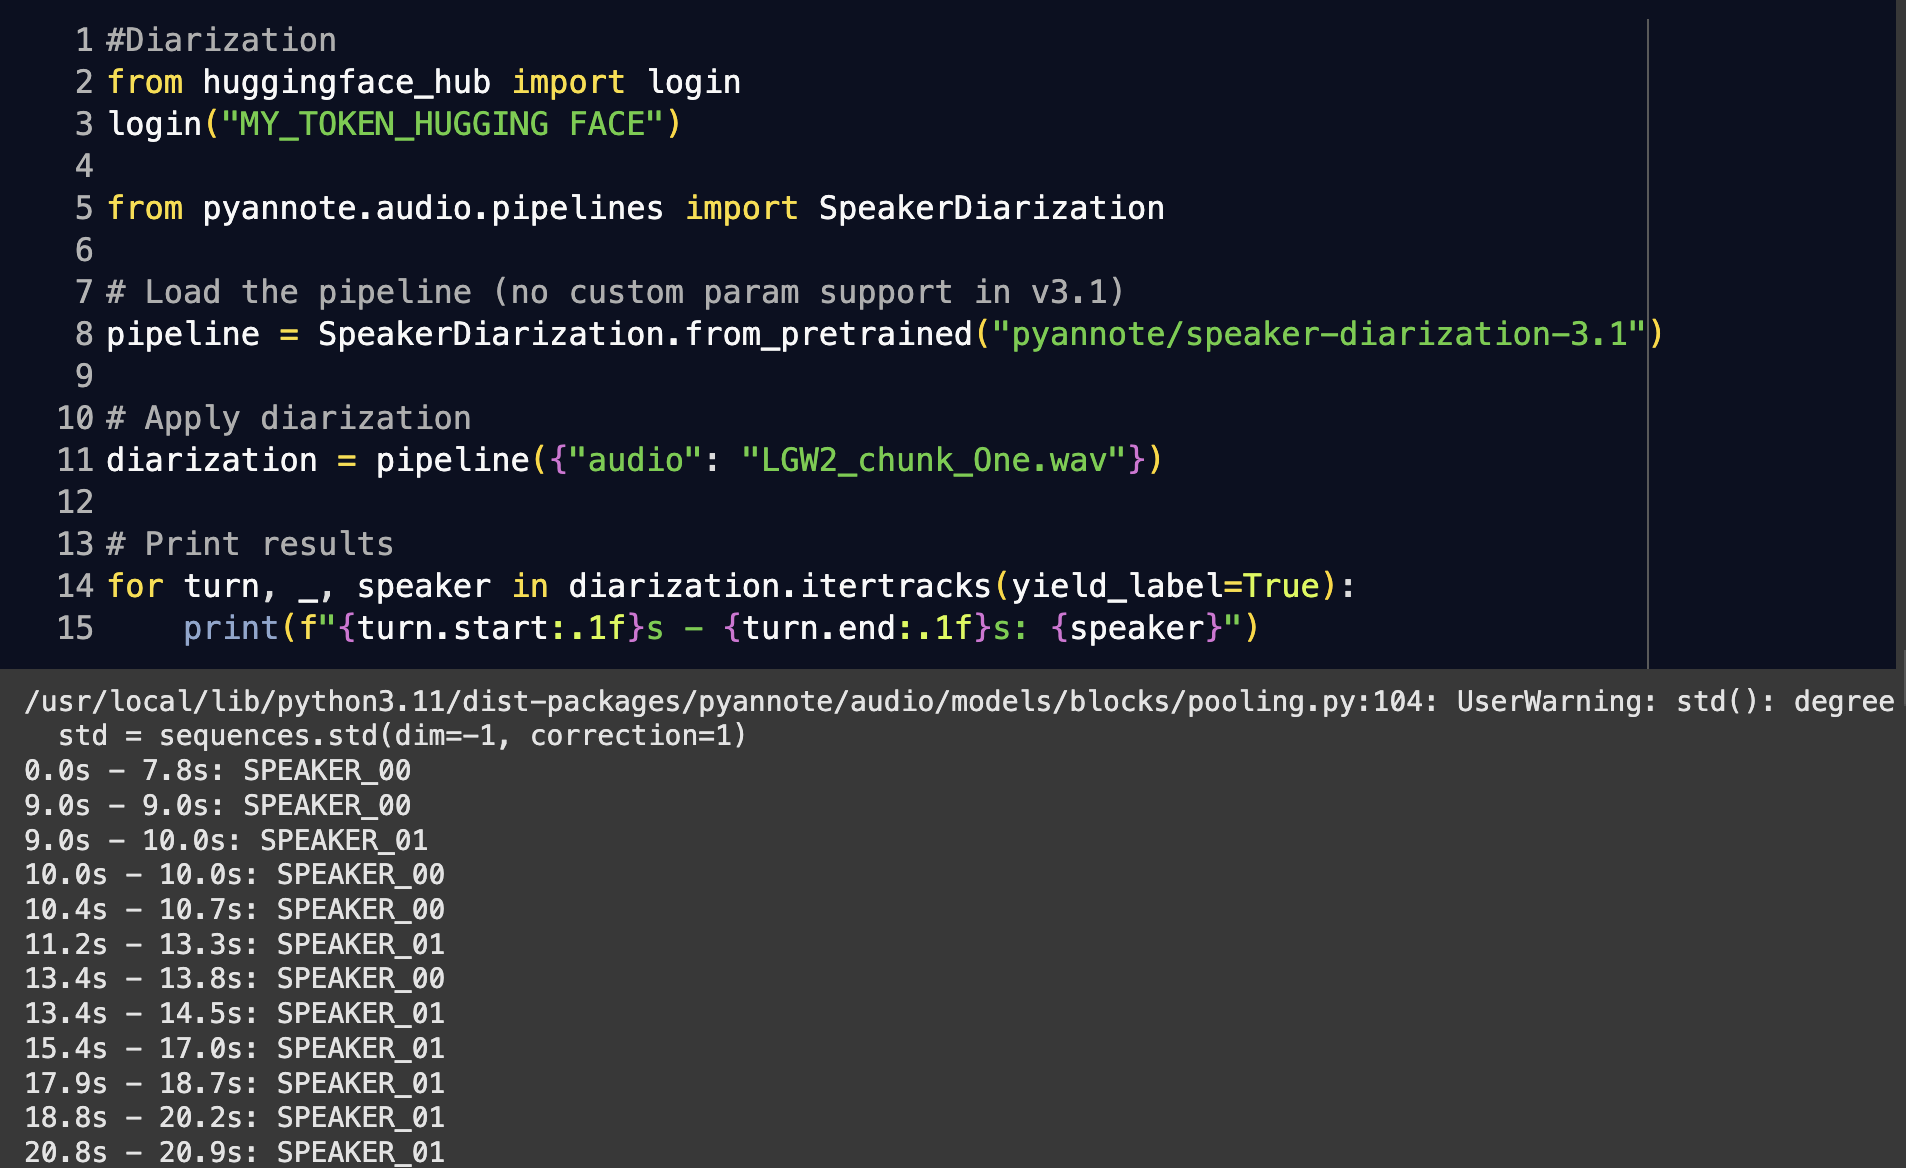 1 #Diarization
2 from huggingface_hub import login
3 login("MY_TOKEN_HUGGING FACE")
4
5 from pyannote.audio.pipelines import SpeakerDiarization
6
7 # Load the pipeline (no custom param support in v3.1)
8 pipeline = SpeakerDiarization.from_pretrained("pyannote/speaker-diarization-3.1")
9
10 # Apply diarization
11 diarization = pipeline({"audio": "LGW2_chunk_One.wav"})
12
13 # Print results
14 for turn, _, speaker in diarization.itertracks(yield_label=True):
15     print(f"{turn.start:.1f}s – {turn.end:.1f}s: {speaker}")
/usr/local/lib/python3.11/dist-packages/pyannote/audio/models/blocks/pooling.py:104: UserWarning: std(): degree
  std = sequences.std(dim=-1, correction=1)
0.0s – 7.8s: SPEAKER_00
9.0s – 9.0s: SPEAKER_00
9.0s – 10.0s: SPEAKER_01
10.0s – 10.0s: SPEAKER_00
10.4s – 10.7s: SPEAKER_00
11.2s – 13.3s: SPEAKER_01
13.4s – 13.8s: SPEAKER_00
13.4s – 14.5s: SPEAKER_01
15.4s – 17.0s: SPEAKER_01
17.9s – 18.7s: SPEAKER_01
18.8s – 20.2s: SPEAKER_01
20.8s – 20.9s: SPEAKER_01